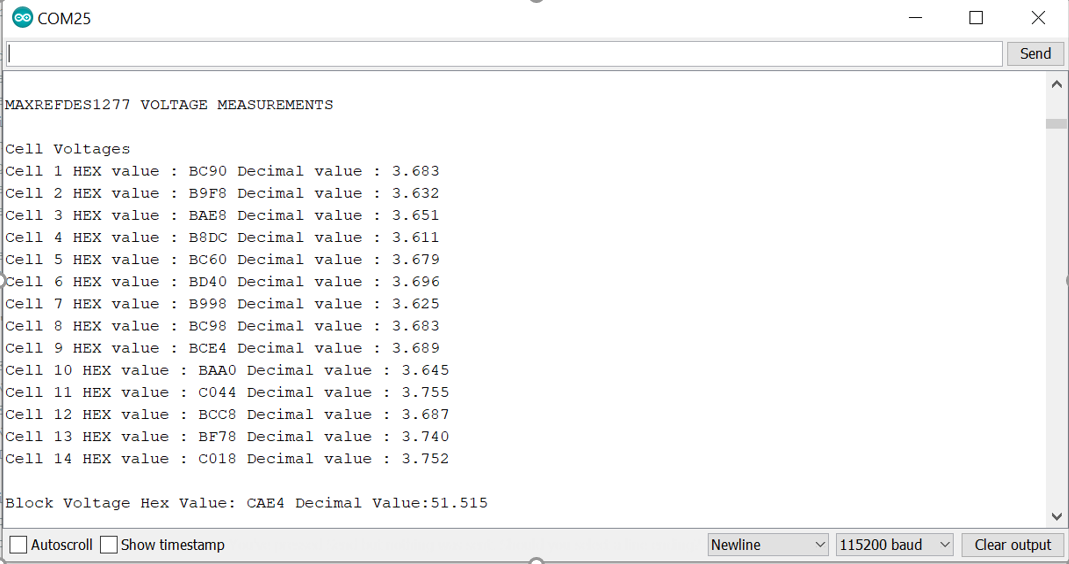 COM25
Send
MAXREFDES1277 VOLTAGE MEASUREMENTS
Cell Voltages
Cell 1 HEX value : BC90 Decimal value : 3.683
Cell 2 HEX value : B9F8 Decimal value : 3.632
Cell 3 HEX value : BAE8 Decimal value : 3.651
Cell 4 HEX value : B8DC Decimal value : 3.611
Cell 5 HEX value : BC60 Decimal value : 3.679
Cell 6 HEX value : BD40 Decimal value : 3.696
Cell 7 HEX value : B998 Decimal value : 3.625
Cell 8 HEX value : BC98 Decimal value : 3.683
Cell 9 HEX value : BCE4 Decimal value : 3.689
Cell 10 HEX value : BAA0 Decimal value : 3.645
Cell 11 HEX value : C044 Decimal value : 3.755
Cell 12 HEX value : BCC8 Decimal value : 3.687
Cell 13 HEX value : BF78 Decimal value : 3.740
Cell 14 HEX value : C018 Decimal value : 3.752
Block Voltage Hex Value: CAE4 Decimal Value:51.515
Autoscroll Show timestamp Newline 115200 baud Clear output